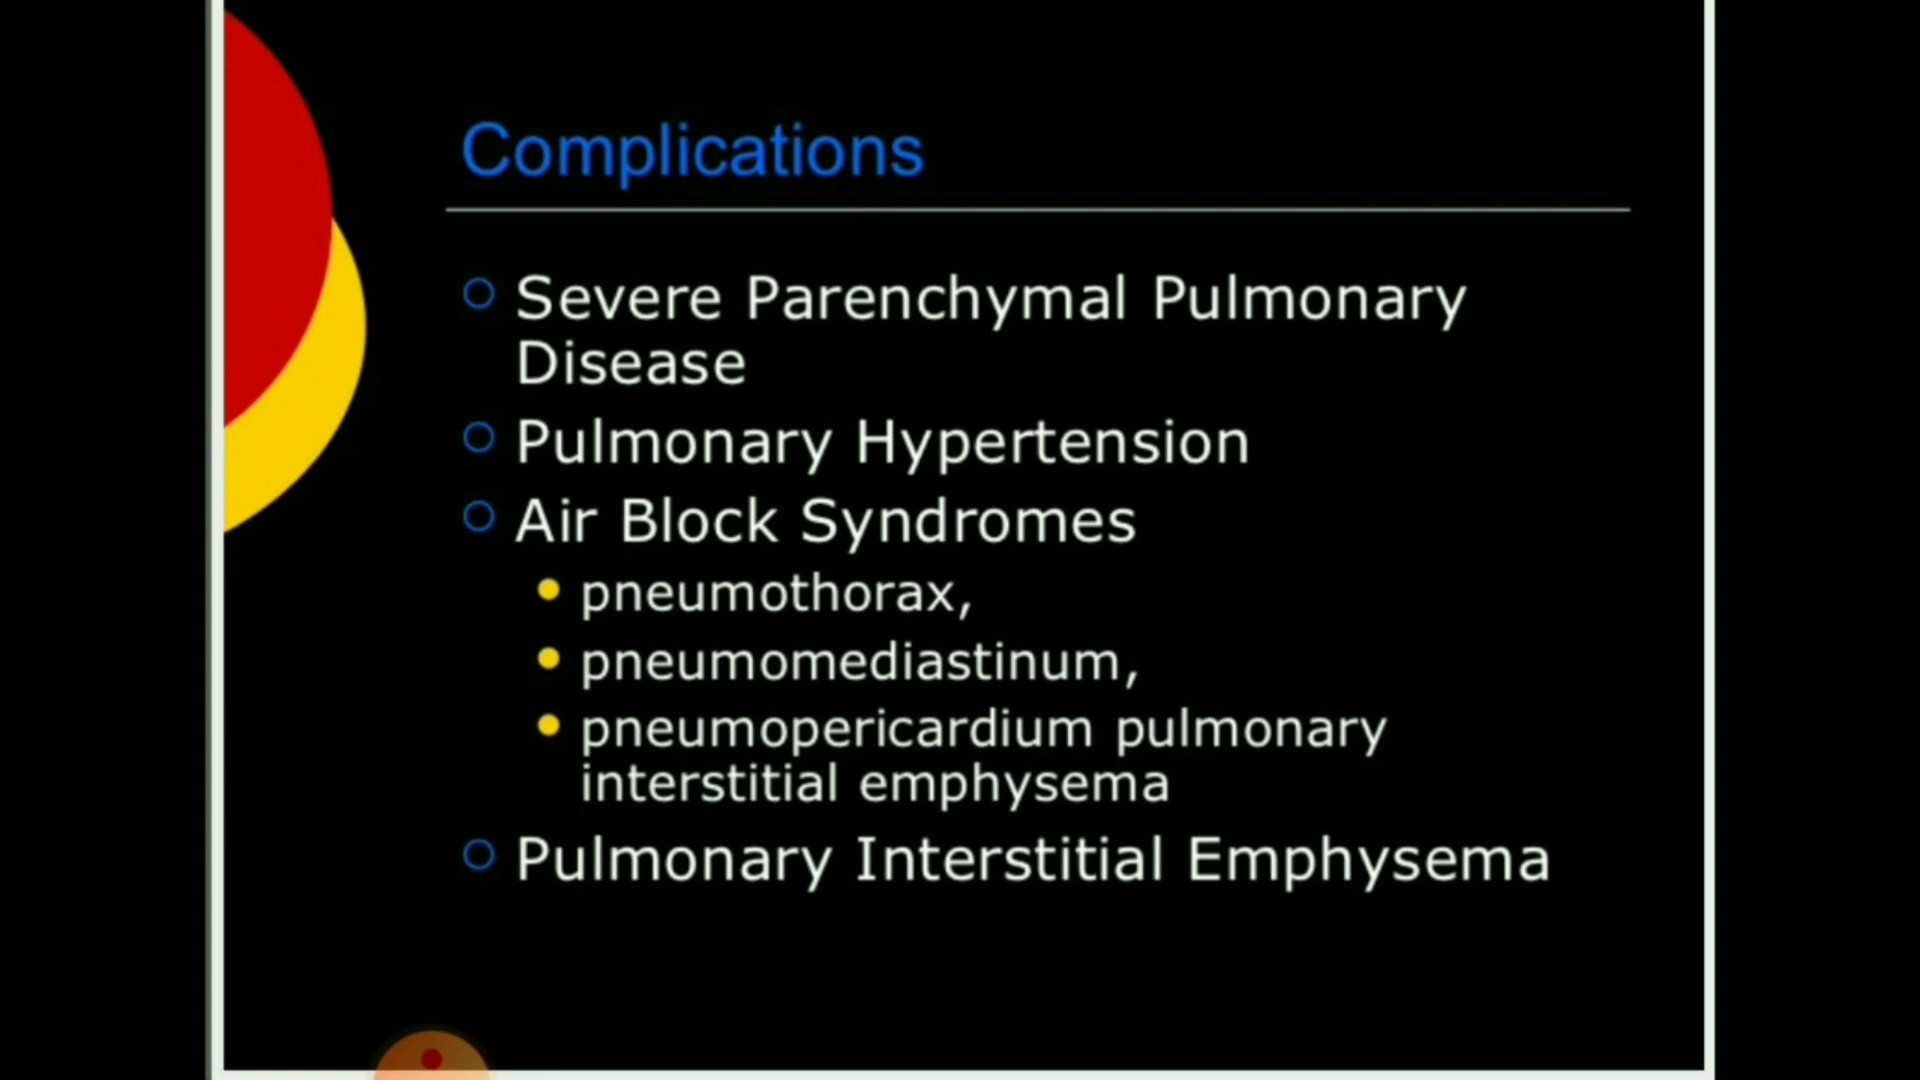 Complications
Severe Parenchymal Pulmonary
Disease
Pulmonary Hypertension
Air Block Syndromes
pneumothorax,
pneumomediastinum,
pneumopericardium pulmonary
interstitial emphysema
Pulmonary Interstitial Emphysema